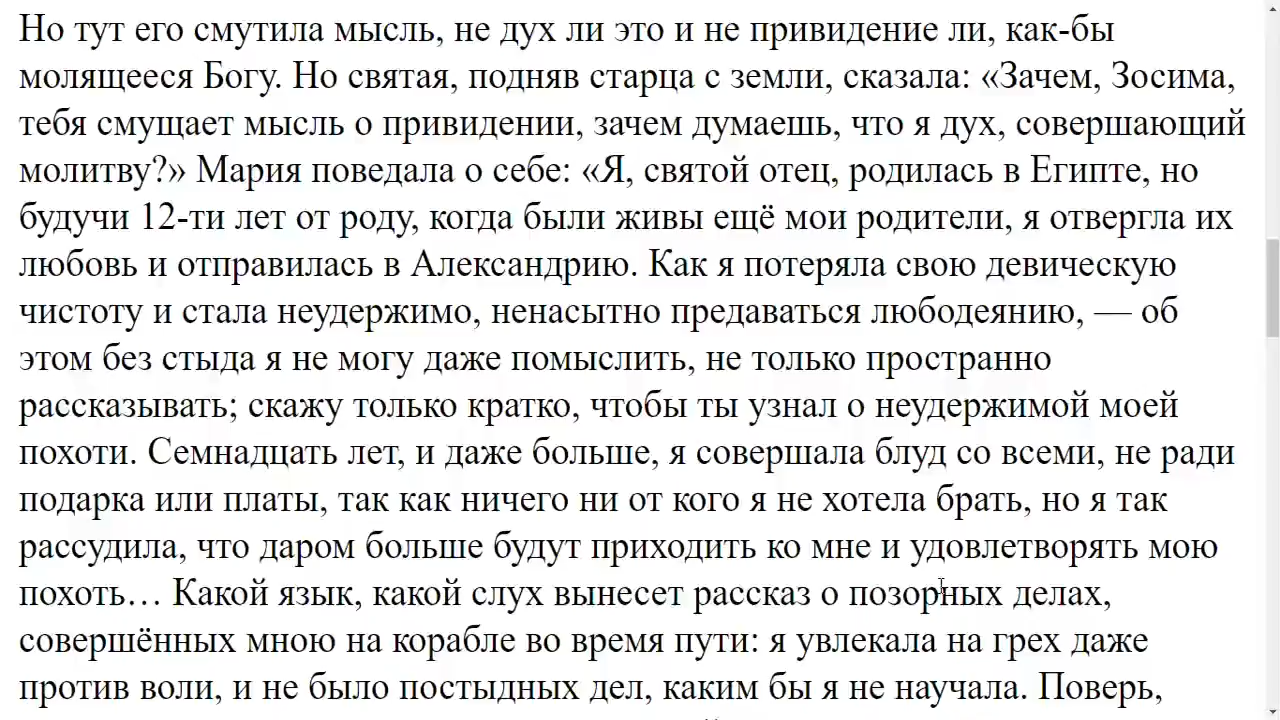 Но тут его смутила мысль, не дух ли это и не привидение ли, как-бы
молящееся Богу. Но святая, подняв старца с земли, сказала: «Зачем, Зосима,
тебя смущает мысль о привидении, зачем думаешь, что я дух, совершающий
молитву?» Мария поведала о себе: «Я, святой отец, родилась в Египте, но
будучи 12-ти лет от роду, когда были живы ещё мои родители, я отвергла их
любовь и отправилась в Александрию. Как я потеряла свою девическую
чистоту и стала неудержимо, ненасытно предаваться любодеянию, — об
этом без стыда я не могу даже помыслить, не только пространно
рассказывать; скажу только кратко, чтобы ты узнал о неудержимой моей
похоти. Семнадцать лет, и даже больше, я совершала блуд со всеми, не ради
подарка или платы, так как ничего ни от кого я не хотела брать, но я так
рассудила, что даром больше будут приходить ко мне и удовлетворять мою
похоть… Какой язык, какой слух вынесет рассказ о позорных делах,
совершённых мною на корабле во время пути: я увлекала на грех даже
против воли, и не было постыдных дел, каким бы я не научала. Поверь,